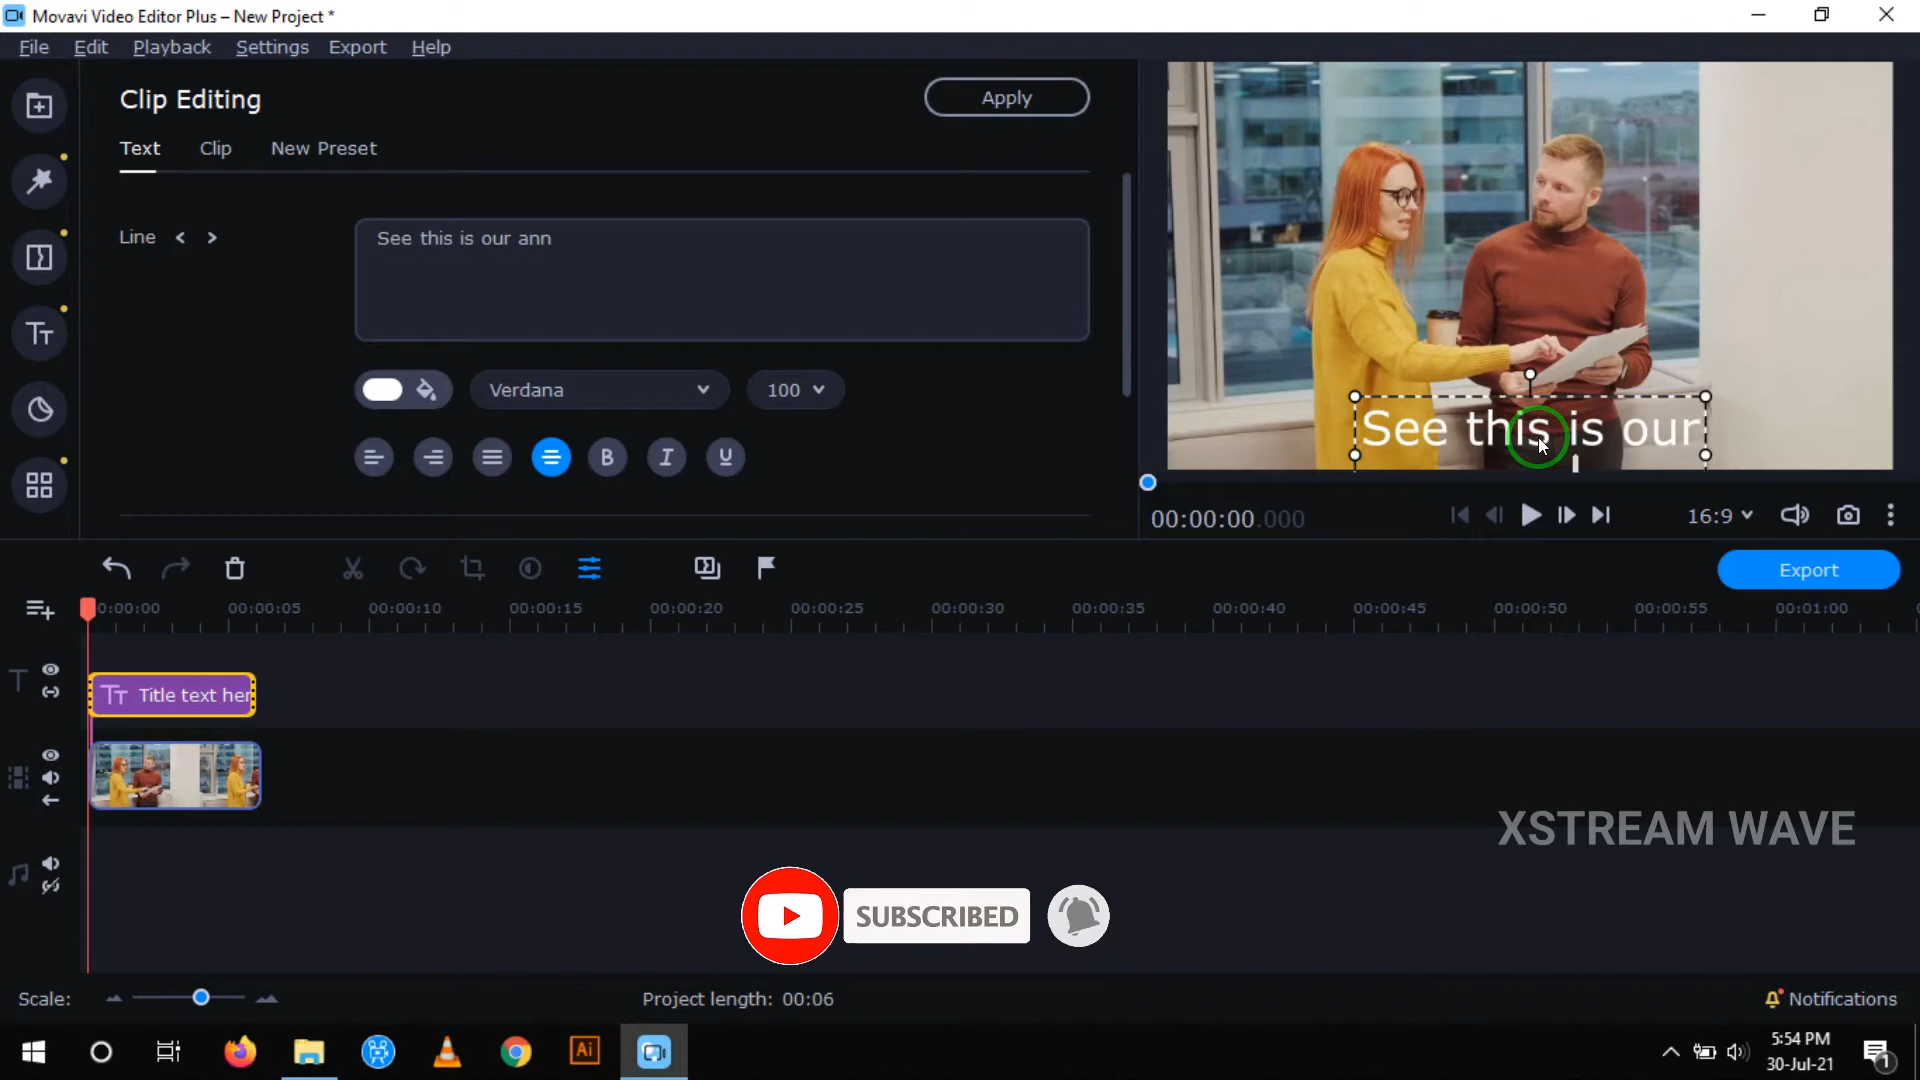 Movavi Video Editor Plus – New Project *
File Edit Playback Settings Export Help
Clip Editing
Apply
Text Clip New Preset
Line < >
See this is our ann
Verdana
100
B I U
See this is our
00:00:00.000
16:9
Export
0:00:00 00:00:05 00:00:10 00:00:15 00:00:20 00:00:25 00:00:30 00:00:35 00:00:40 00:00:45 00:00:50 00:00:55 00:01:00
T
TT Title text her
XSTREAM WAVE
SUBSCRIBED
Scale:
Project length: 00:06
Notifications
Ai
5:54 PM
30-Jul-21
1